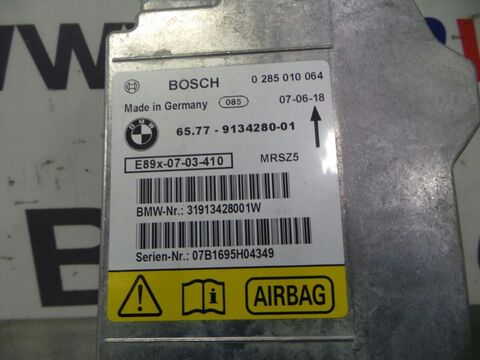 BOSCH 0 285 010 064
Made in Germany 085 07-06-18
BMW 65.77 - 9134280-01
E89x-07-03-410 MRSZ5
BMW-Nr.: 31913428001W
Serien-Nr.: 07B1695H04349
AIRBAG